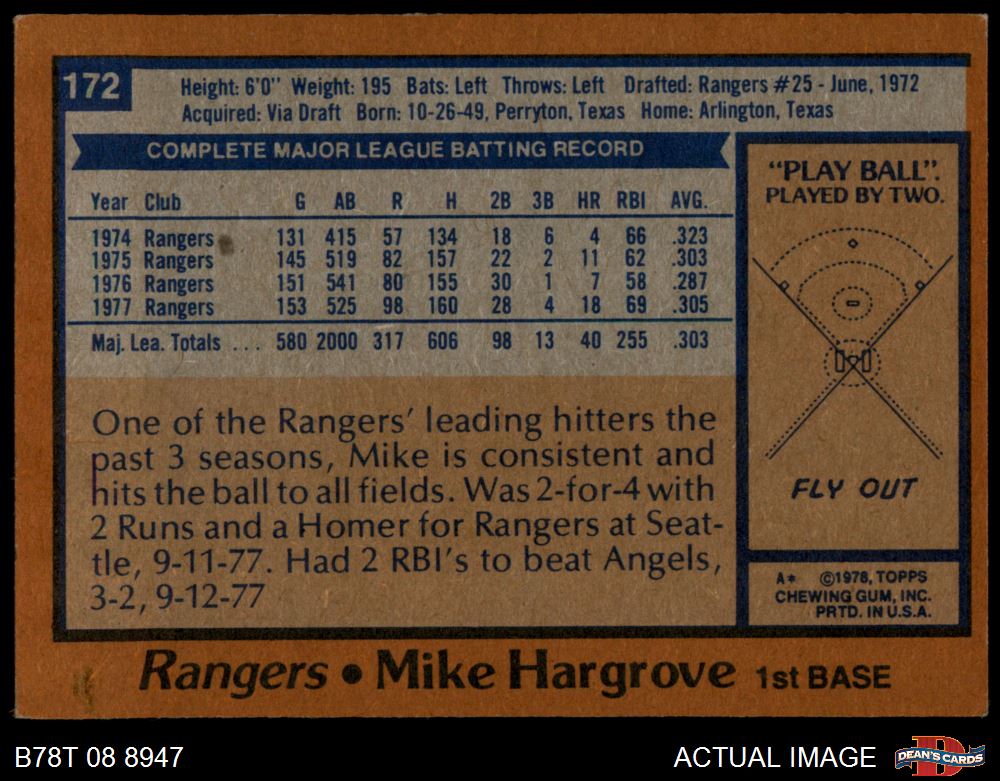 172
Height: 6'0" Weight: 195 Bats: Left Throws: Left Drafted: Rangers #25 - June, 1972
Acquired: Via Draft Born: 10-26-49, Perryton, Texas Home: Arlington, Texas
COMPLETE MAJOR LEAGUE BATTING RECORD
Year Club G AB R H 2B 3B HR RBI AVG.
1974 Rangers 131 415 57 134 18 6 4 66 .323
1975 Rangers 145 519 82 157 22 2 11 62 .303
1976 Rangers 151 541 80 155 30 1 7 58 .287
1977 Rangers 153 525 98 160 28 4 18 69 .305
Maj. Lea. Totals ... 580 2000 317 606 98 13 40 255 .303
One of the Rangers' leading hitters the
past 3 seasons, Mike is consistent and
hits the ball to all fields. Was 2-for-4 with
2 Runs and a Homer for Rangers at Seat-
tle, 9-11-77. Had 2 RBI's to beat Angels,
3-2, 9-12-77
"PLAY BALL".
PLAYED BY TWO.
FLY OUT
A* ©1978, TOPPS
CHEWING GUM, INC.
PRTD. IN U.S.A.
Rangers • Mike Hargrove 1st BASE
B78T 08 8947
ACTUAL IMAGE
D
DEAN'S CARDS